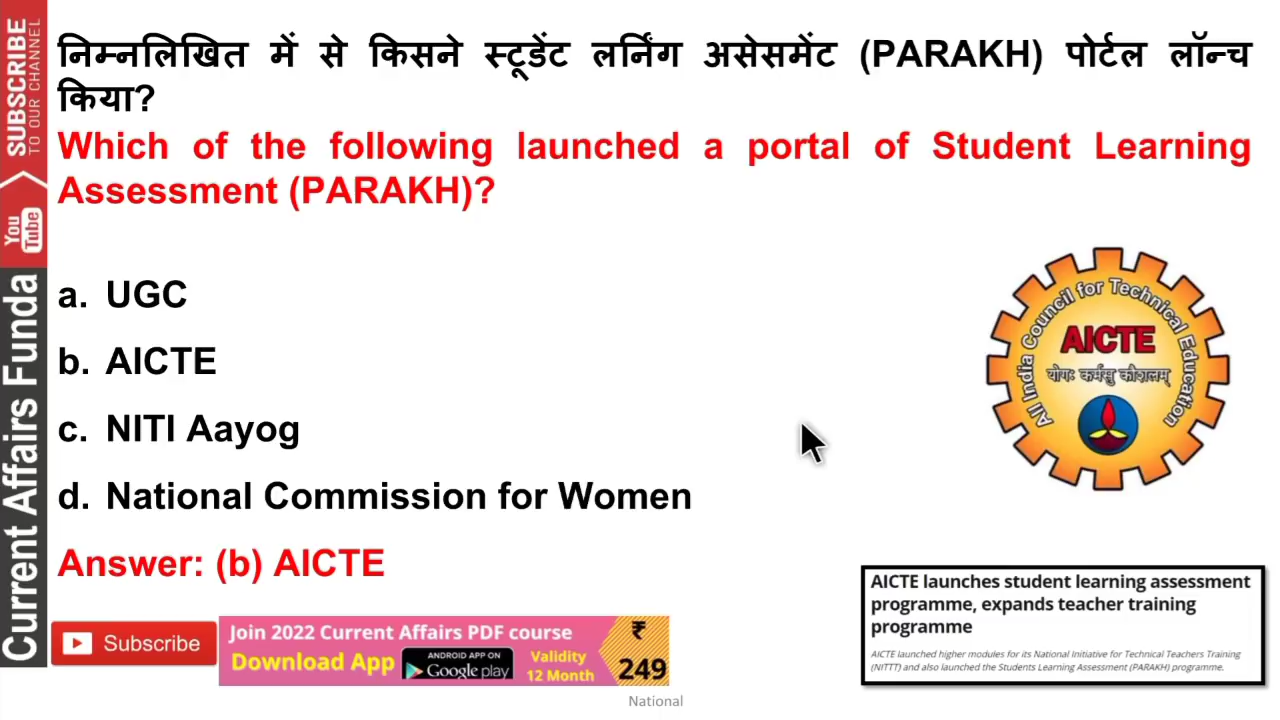 SUBSCRIBE
TO OUR CHANNEL
You
Tube
Current Affairs Funda
निम्नलिखित में से किसने स्टूडेंट लर्निंग असेसमेंट (PARAKH) पोर्टल लॉन्च
किया?
Which of the following launched a portal of Student Learning
Assessment (PARAKH)?
a. UGC
b. AICTE
c. NITI Aayog
d. National Commission for Women
Answer: (b) AICTE
All India Council for Technical Education
AICTE
योगः कर्मसु कौशलम्
AICTE launches student learning assessment
programme, expands teacher training
programme
AICTE launched higher modules for its National Initiative for Technical Teachers Training
(NITTT) and also launched the Students Learning Assessment (PARAKH) programme.
Subscribe
Join 2022 Current Affairs PDF course
Download App
ANDROID APP ON
Google play
Validity
12 Month
₹
249
National